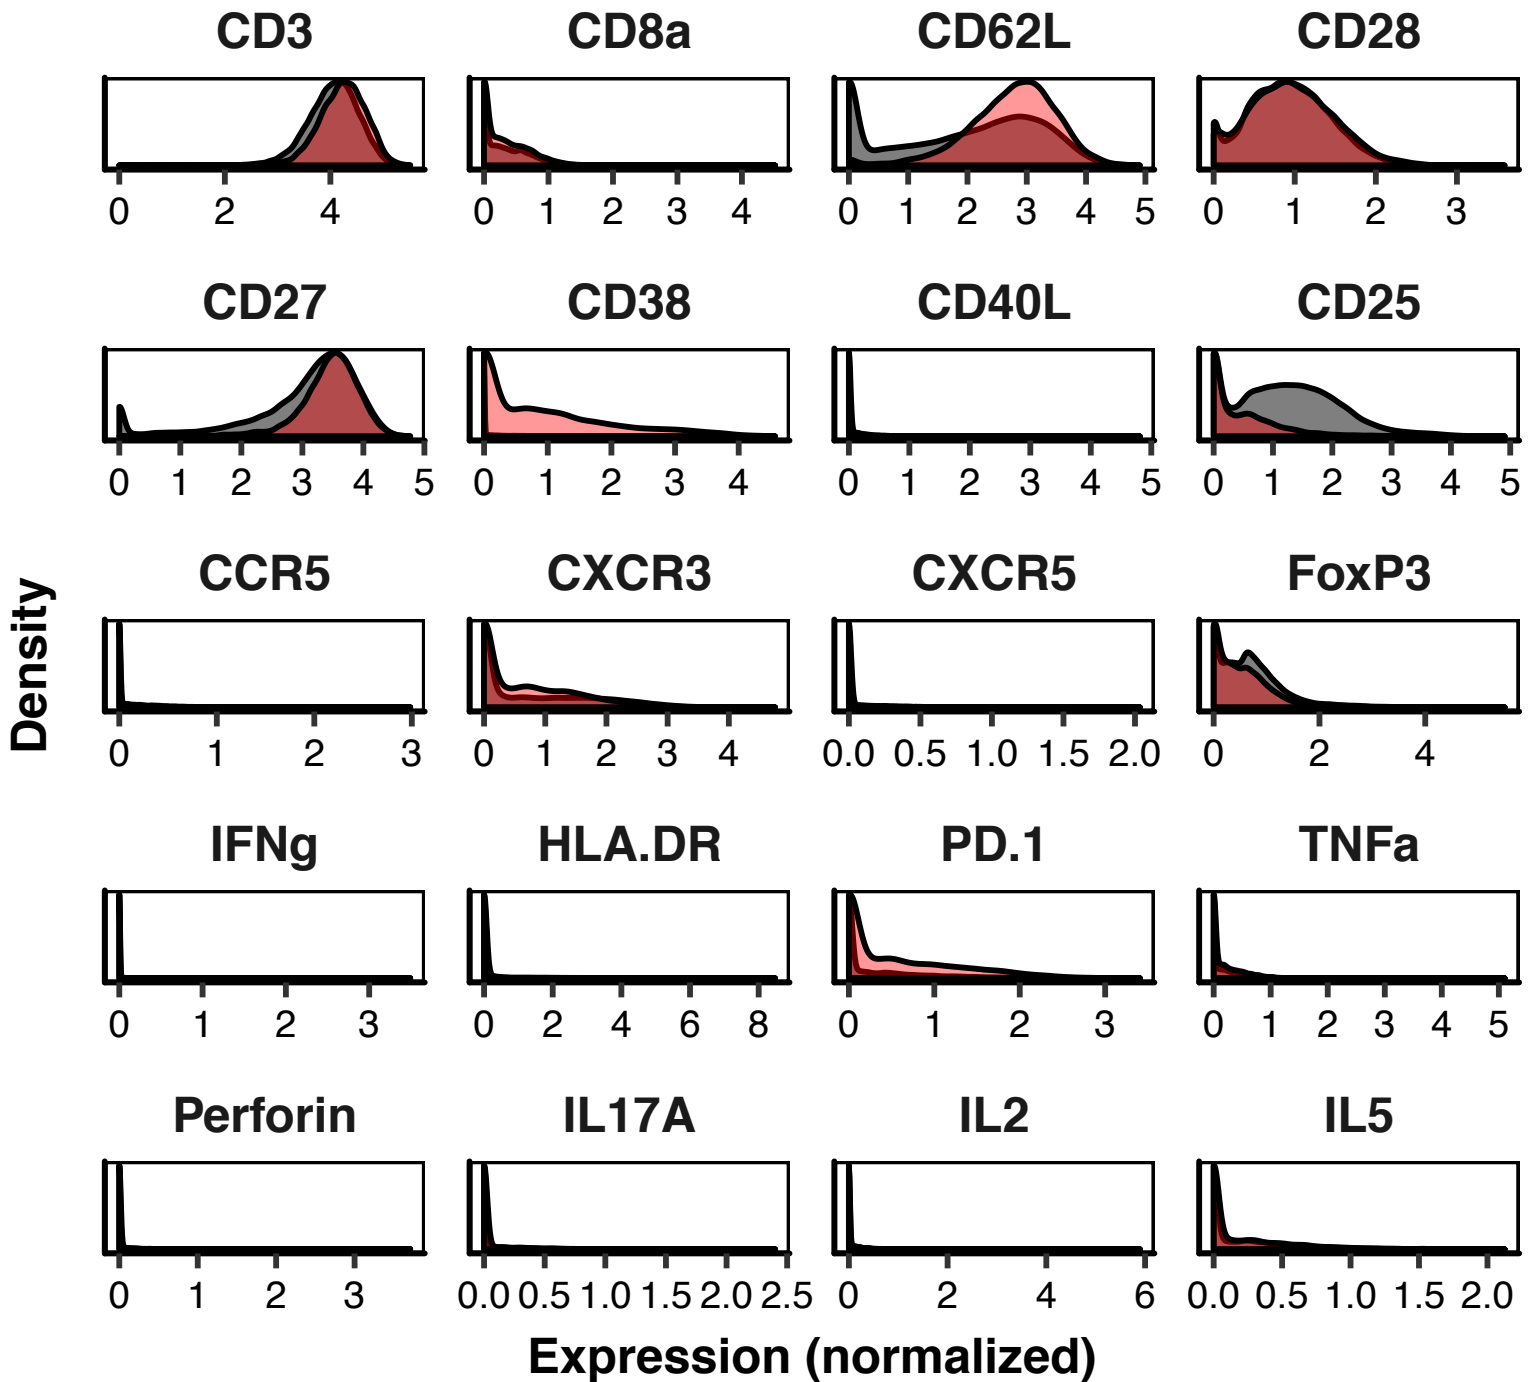 CD3 CD8a CD62L CD28
0 2 4 0 1 2 3 4 0 1 2 3 4 5 0 1 2 3
CD27 CD38 CD40L CD25
0 1 2 3 4 5 0 1 2 3 4 0 1 2 3 4 5 0 1 2 3 4 5
CCR5 CXCR3 CXCR5 FoxP3
0 1 2 3 0 1 2 3 4 0.0 0.5 1.0 1.5 2.0 0 2 4
Density
IFNg HLA.DR PD.1 TNFa
0 1 2 3 0 2 4 6 8 0 1 2 3 0 1 2 3 4 5
Perforin IL17A IL2 IL5
0 1 2 3 0.0 0.5 1.0 1.5 2.0 2.5 0 2 4 6 0.0 0.5 1.0 1.5 2.0
Expression (normalized)